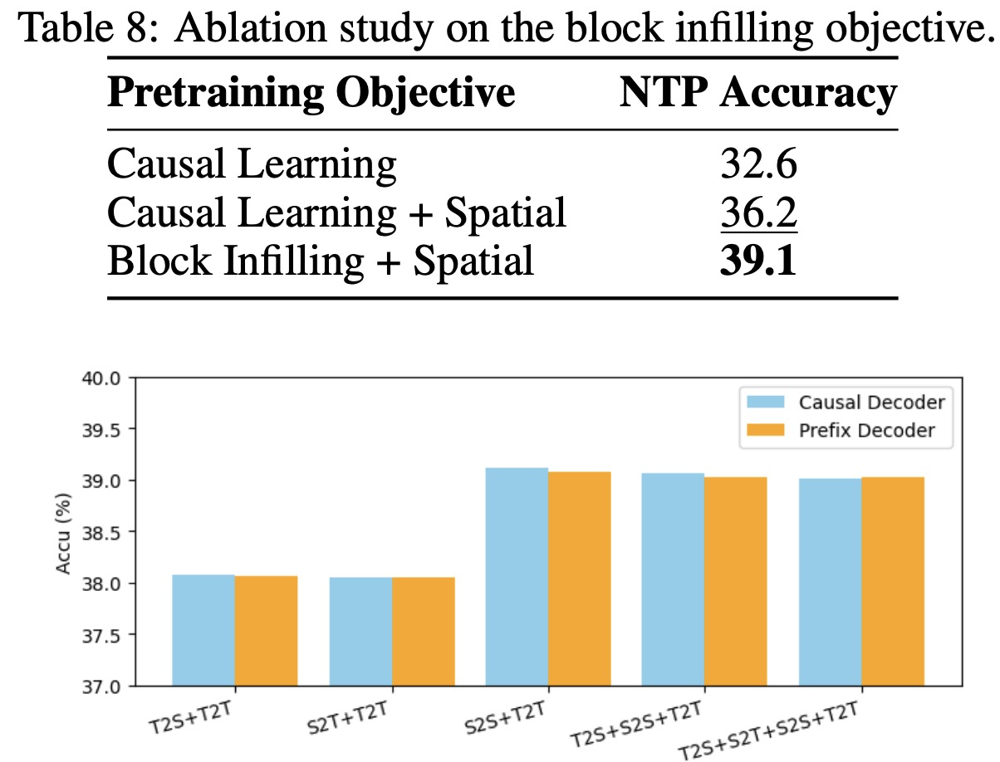 Table 8: Ablation study on the block infilling objective.
Pretraining Objective NTP Accuracy
Causal Learning 32.6
Causal Learning + Spatial 36.2
Block Infilling + Spatial 39.1
40.0
39.5
39.0
38.5
38.0
37.5
37.0
Accu (%)
Causal Decoder
Prefix Decoder
T2S+T2T
S2T+T2T
S2S+T2T
T2S+S2S+T2T
T2S+S2T+S2S+T2T